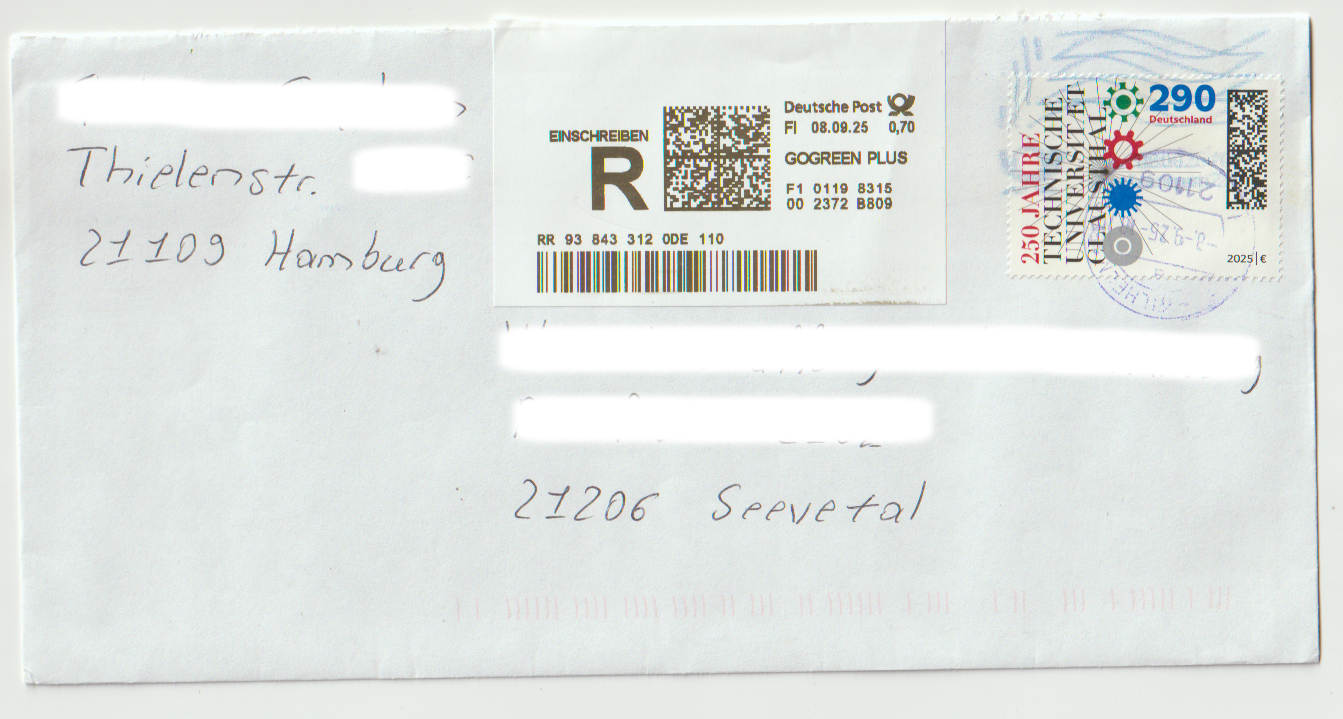 Thielenstr.
21109 Hamburg
EINSCHREIBEN
R
Deutsche Post
FI 08.09.25 0,70
GOGREEN PLUS
F1 0119 8315
00 2372 B809
RR 93 843 312 0DE 110
250 JAHRE
TECHNISCHE
UNIVERSITÄT
CLAUSTHAL
290
Deutschland
2025 | €
21109
21206 Seevetal